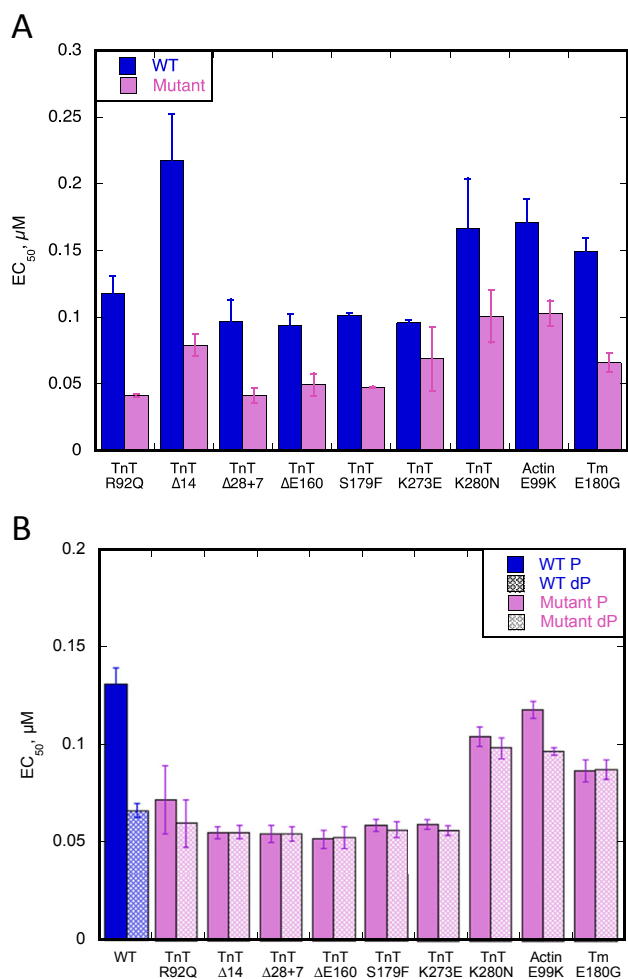 A
0.3
0.25
0.2
0.15
0.1
0.05
0
EC50, µM
WT
Mutant
TnT TnT TnT TnT TnT TnT TnT Actin Tm
R92Q Δ14 Δ28+7 ΔE160 S179F K273E K280N E99K E180G
B
0.2
0.15
0.1
0.05
0
EC50, µM
WT P
WT dP
Mutant P
Mutant dP
WT TnT TnT TnT TnT TnT TnT TnT Actin Tm
R92Q Δ14 Δ28+7 ΔE160 S179F K273E K280N E99K E180G